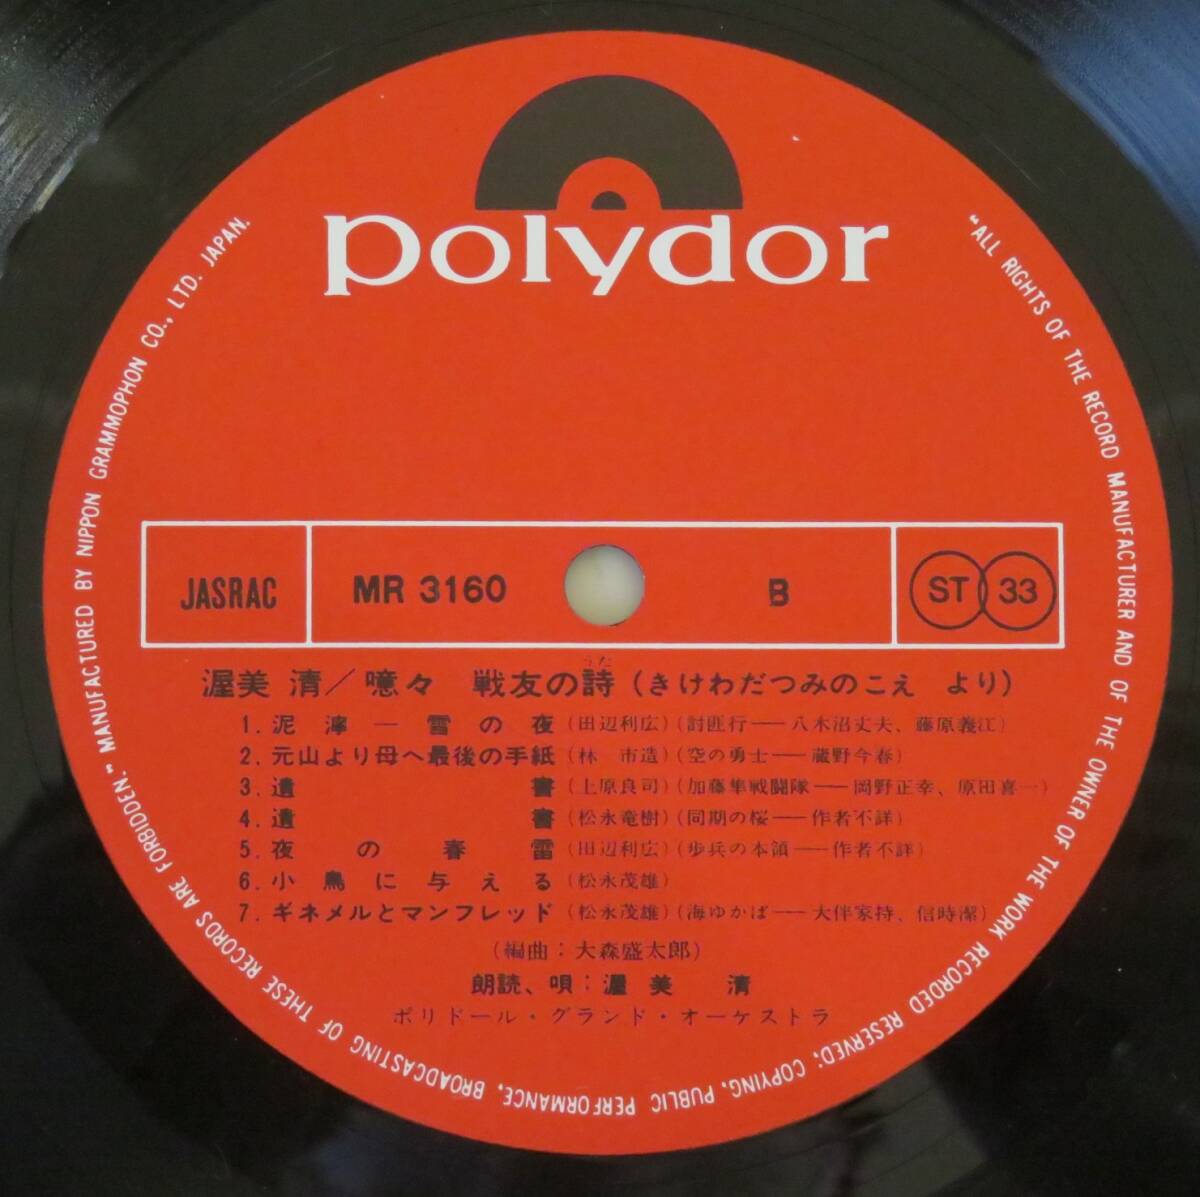 polydor
JASRAC MR 3160 B ST 33
渥美 清／噫々 戦友の詩（きけわだつみのこえ より）
うた
1. 泥濘―雪の夜（田辺利広）（討匪行――八木沼丈夫、藤原義江）
2. 元山より母へ最後の手紙（林 市造）（空の勇士――蔵野今春）
3. 遺書（上原良司）（加藤隼戦闘隊――岡野正幸、原田喜一）
4. 遺書（松永竜樹）（同期の桜――作者不詳）
5. 夜の春雷（田辺利広）（歩兵の本領――作者不詳）
6. 小鳥に与える（松永茂雄）
7. ギネメルとマンフレッド（松永茂雄）（海ゆかば――大伴家持、信時潔）
（編曲：大森盛太郎）
朗読、唄：渥美 清
ポリドール・グランド・オーケストラ
"ALL RIGHTS OF THE RECORD MANUFACTURER AND OF THE OWNER OF THE WORK RECORDED RESERVED; COPYING, PUBLIC PERFORMANCE, BROADCASTING OF THESE RECORDS ARE FORBIDDEN." MANUFACTURED BY NIPPON GRAMMOPHON CO., LTD. JAPAN.